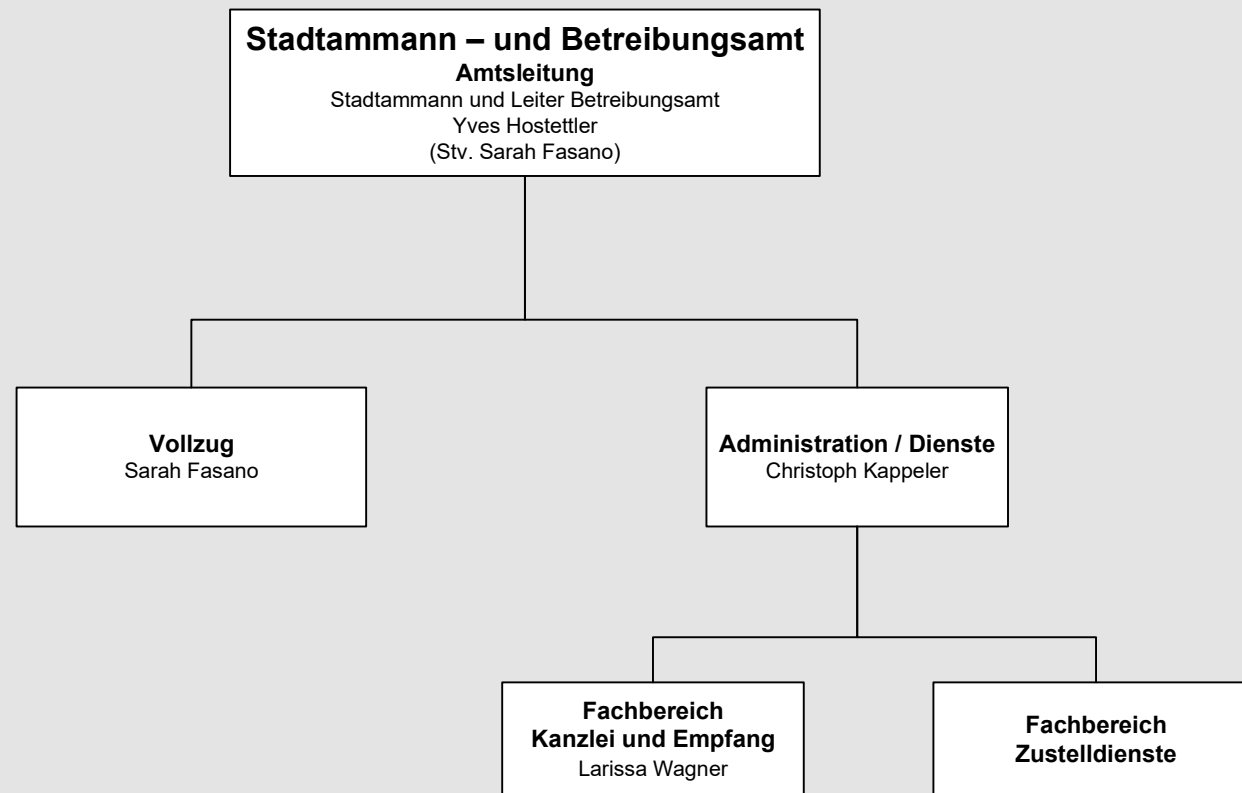 Stadtammann – und Betreibungsamt
Amtsleitung
Stadtammann und Leiter Betreibungsamt
Yves Hostettler
(Stv. Sarah Fasano)
Vollzug
Sarah Fasano
Administration / Dienste
Christoph Kappeler
Fachbereich
Kanzlei und Empfang
Larissa Wagner
Fachbereich
Zustelldienste